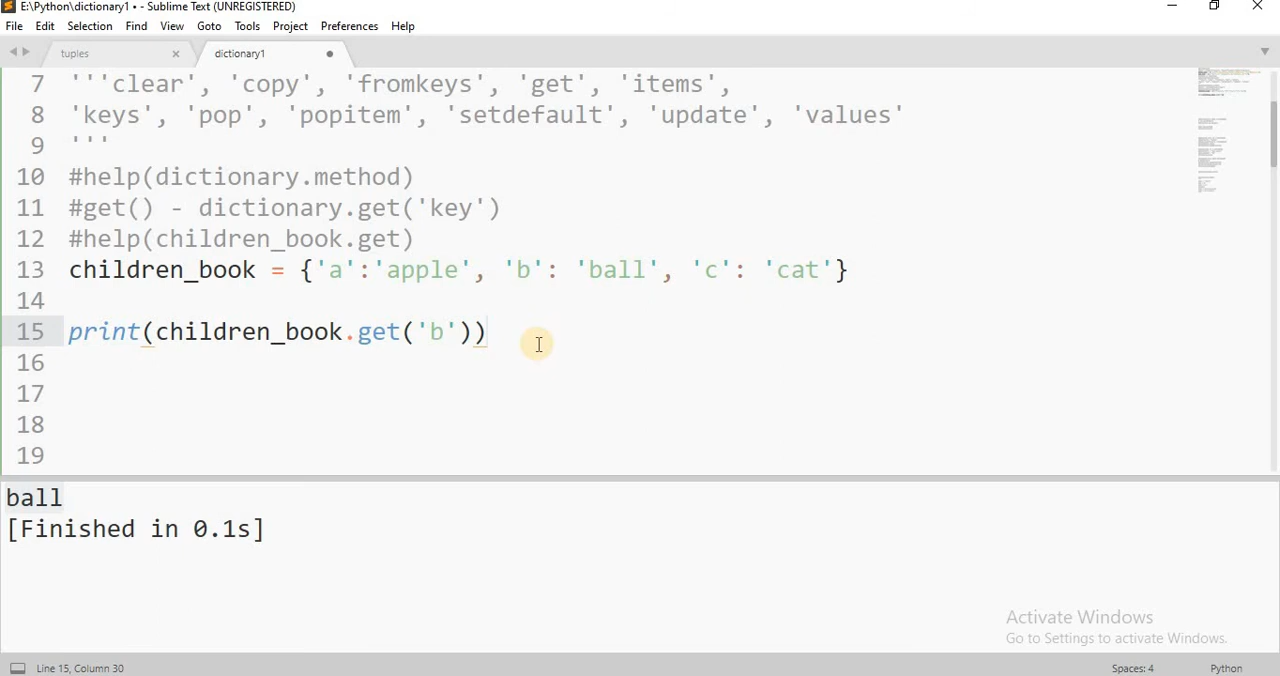 E:\Python\dictionary1 • - Sublime Text (UNREGISTERED)
File Edit Selection Find View Goto Tools Project Preferences Help
tuples dictionary1
7 '''clear', 'copy', 'fromkeys', 'get', 'items',
8 'keys', 'pop', 'popitem', 'setdefault', 'update', 'values'
9 '''
10 #help(dictionary.method)
11 #get() - dictionary.get('key')
12 #help(children_book.get)
13 children_book = {'a':'apple', 'b': 'ball', 'c': 'cat'}
14
15 print(children_book.get('b'))
16
17
18
19
ball
[Finished in 0.1s]
Activate Windows
Go to Settings to activate Windows.
Line 15, Column 30 Spaces: 4 Python